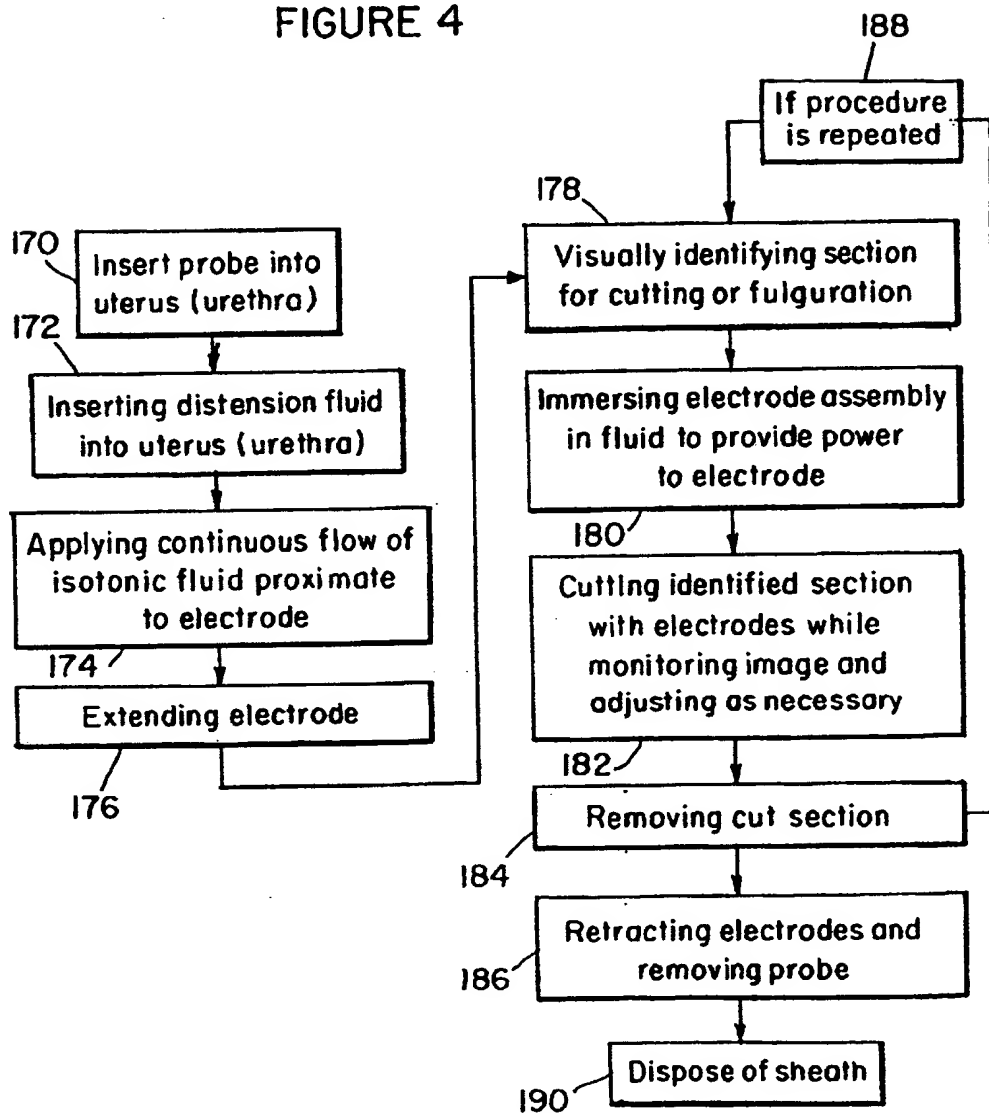 FIGURE 4
170
Insert probe into
uterus (urethra)
172
Inserting distension fluid
into uterus (urethra)
Applying continuous flow of
isotonic fluid proximate
to electrode
174
Extending electrode
176
188
If procedure
is repeated
178
Visually identifying section
for cutting or fulguration
Immersing electrode assembly
in fluid to provide power
to electrode
180
Cutting identified section
with electrodes while
monitoring image and
adjusting as necessary
182
Removing cut section
184
Retracting electrodes and
removing probe
186
Dispose of sheath
190